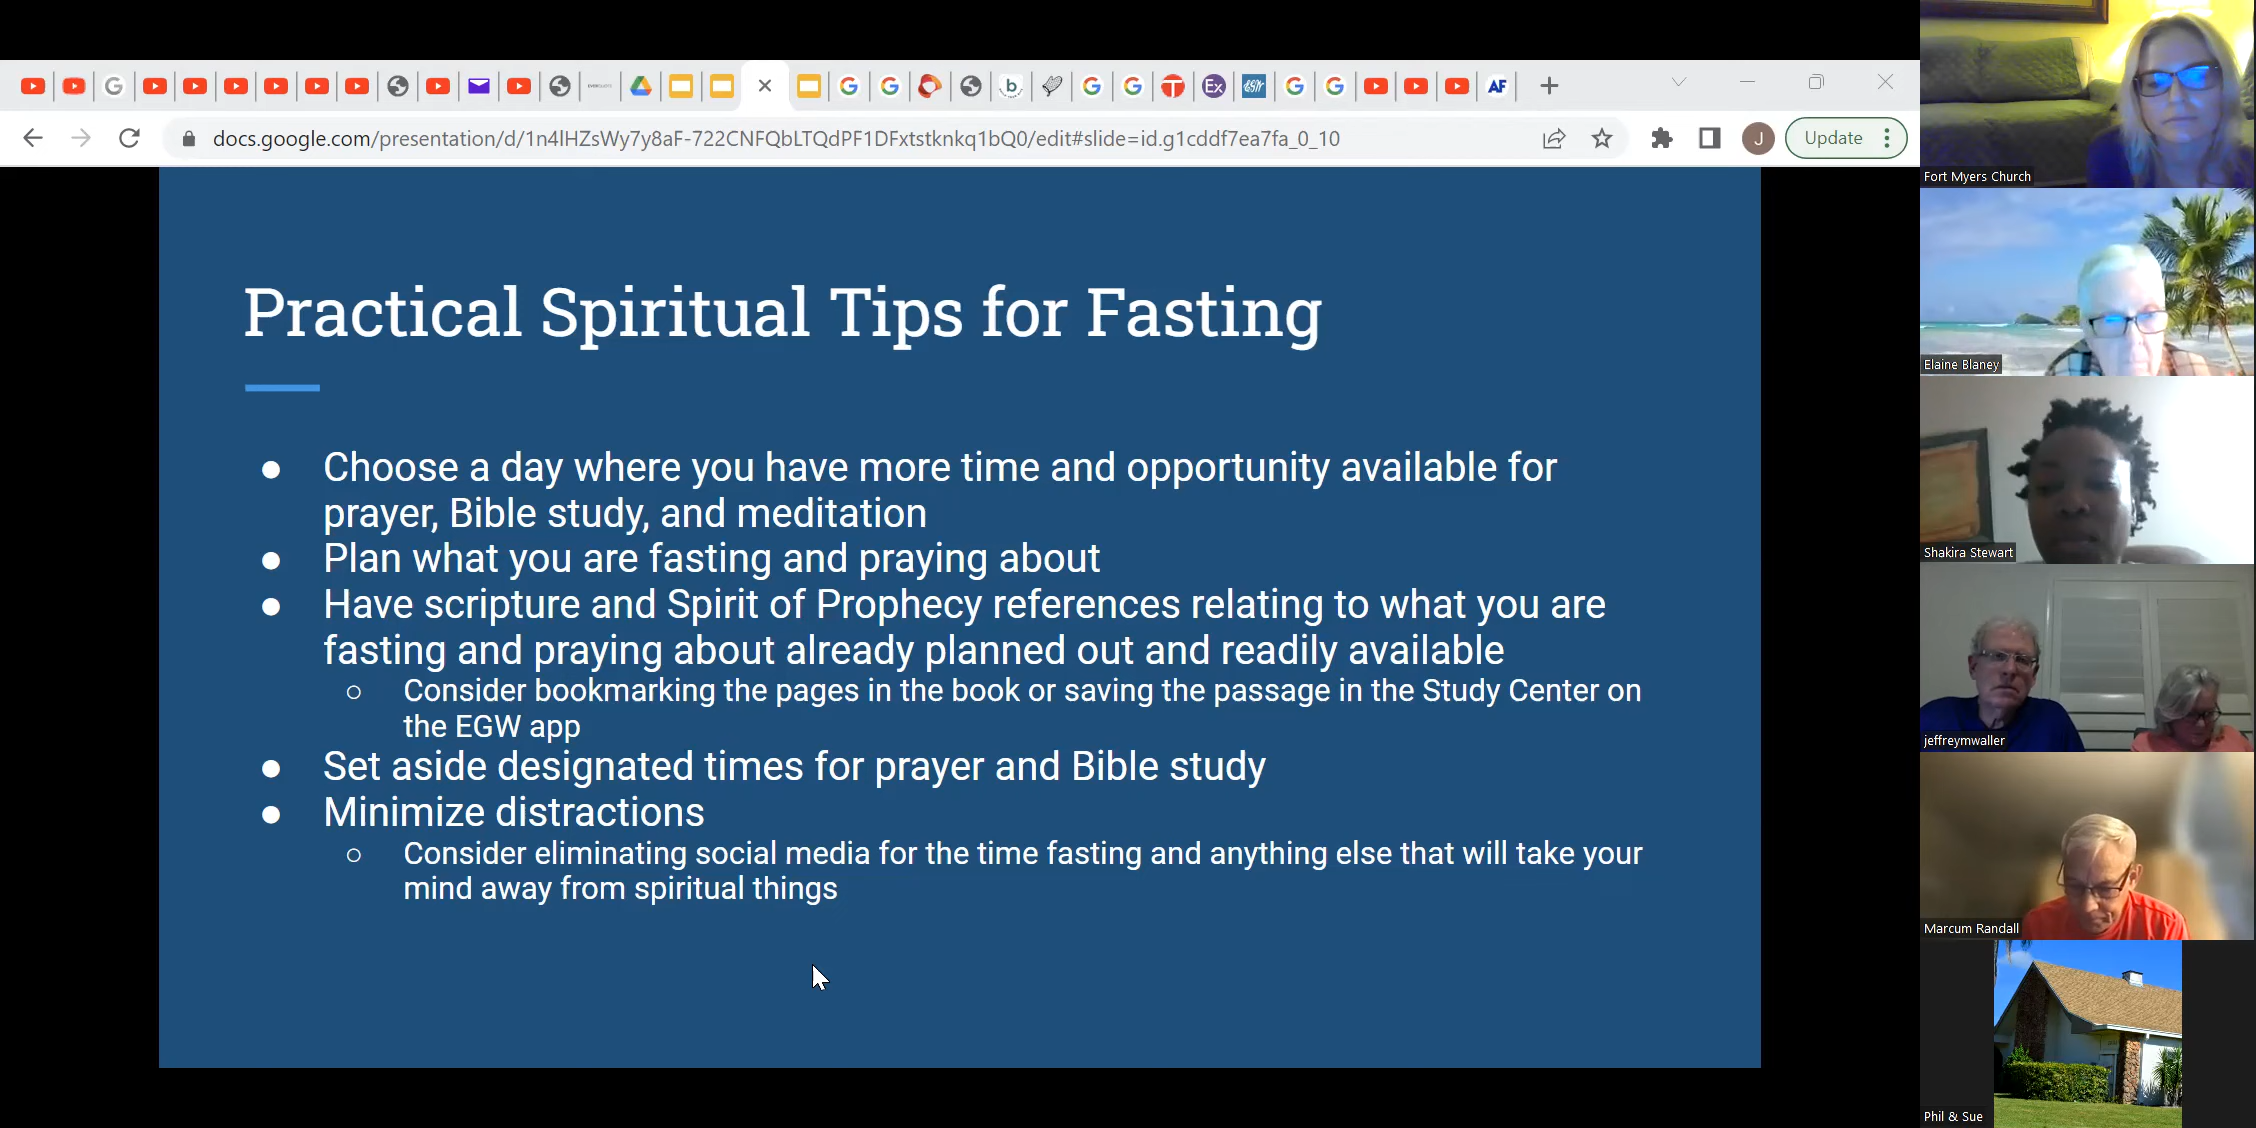 docs.google.com/presentation/d/1n4lHZsWy7y8aF-722CNFQbLTQdPF1DFxtstknkq1bQ0/edit#slide=id.g1cddf7ea7fa_0_10
J
Update
Ex
b
AF
Practical Spiritual Tips for Fasting
● Choose a day where you have more time and opportunity available for
prayer, Bible study, and meditation
● Plan what you are fasting and praying about
● Have scripture and Spirit of Prophecy references relating to what you are
fasting and praying about already planned out and readily available
○ Consider bookmarking the pages in the book or saving the passage in the Study Center on
the EGW app
● Set aside designated times for prayer and Bible study
● Minimize distractions
○ Consider eliminating social media for the time fasting and anything else that will take your
mind away from spiritual things
Fort Myers Church
Elaine Blaney
Shakira Stewart
jeffreymwaller
Marcum Randall
Phil & Sue